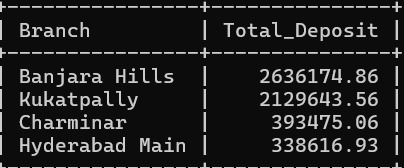 Branch | Total_Deposit
Banjara Hills | 2636174.86
Kukatpally | 2129643.56
Charminar | 393475.06
Hyderabad Main | 338616.93